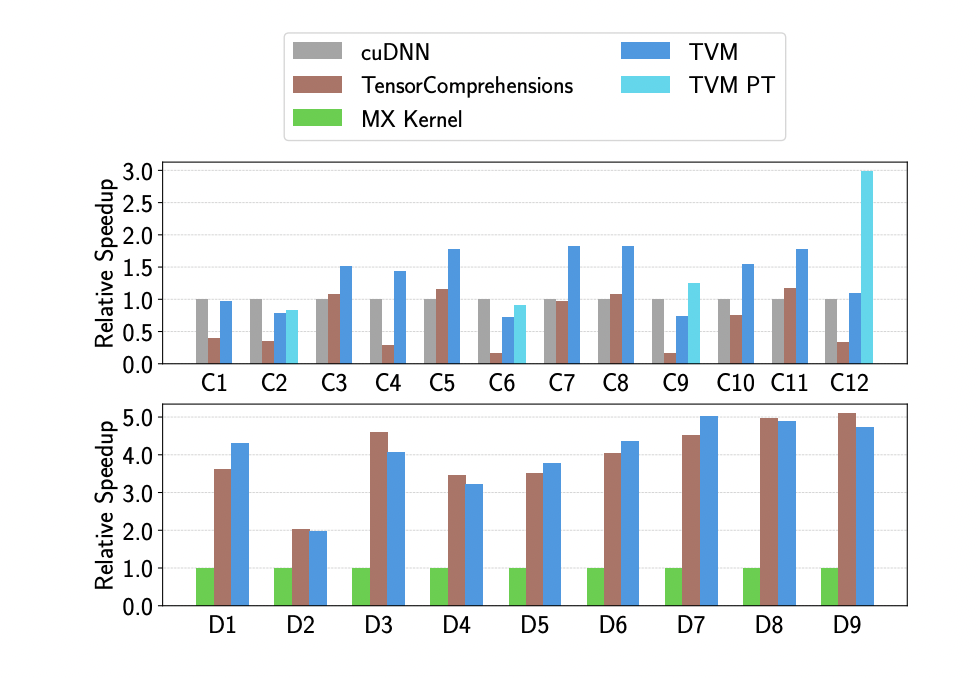 cuDNN
TensorComprehensions
MX Kernel
TVM
TVM PT
Relative Speedup
3.0
2.5
2.0
1.5
1.0
0.5
0.0
C1 C2 C3 C4 C5 C6 C7 C8 C9 C10 C11 C12
Relative Speedup
5.0
4.0
3.0
2.0
1.0
0.0
D1 D2 D3 D4 D5 D6 D7 D8 D9